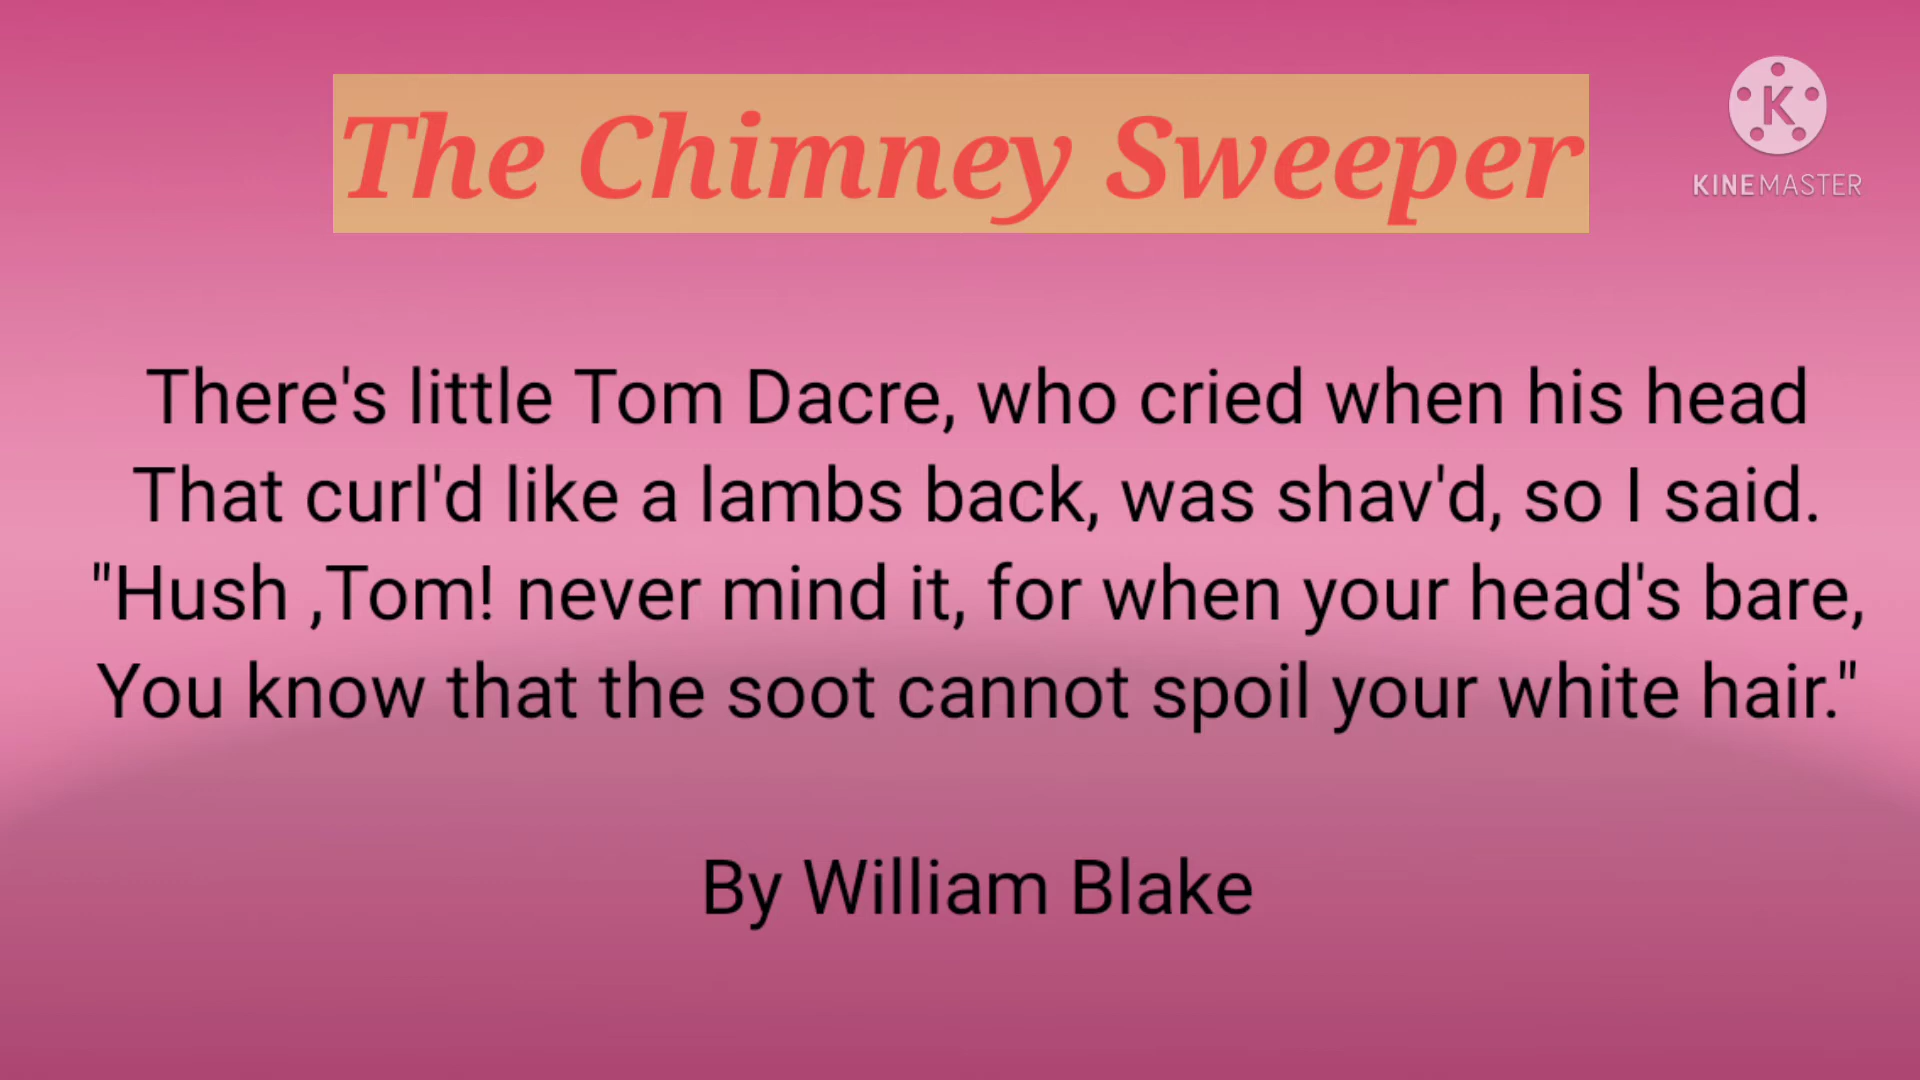 The Chimney Sweeper
K
KINEMASTER
There's little Tom Dacre, who cried when his head
That curl'd like a lambs back, was shav'd, so I said.
"Hush ,Tom! never mind it, for when your head's bare,
You know that the soot cannot spoil your white hair."
By William Blake